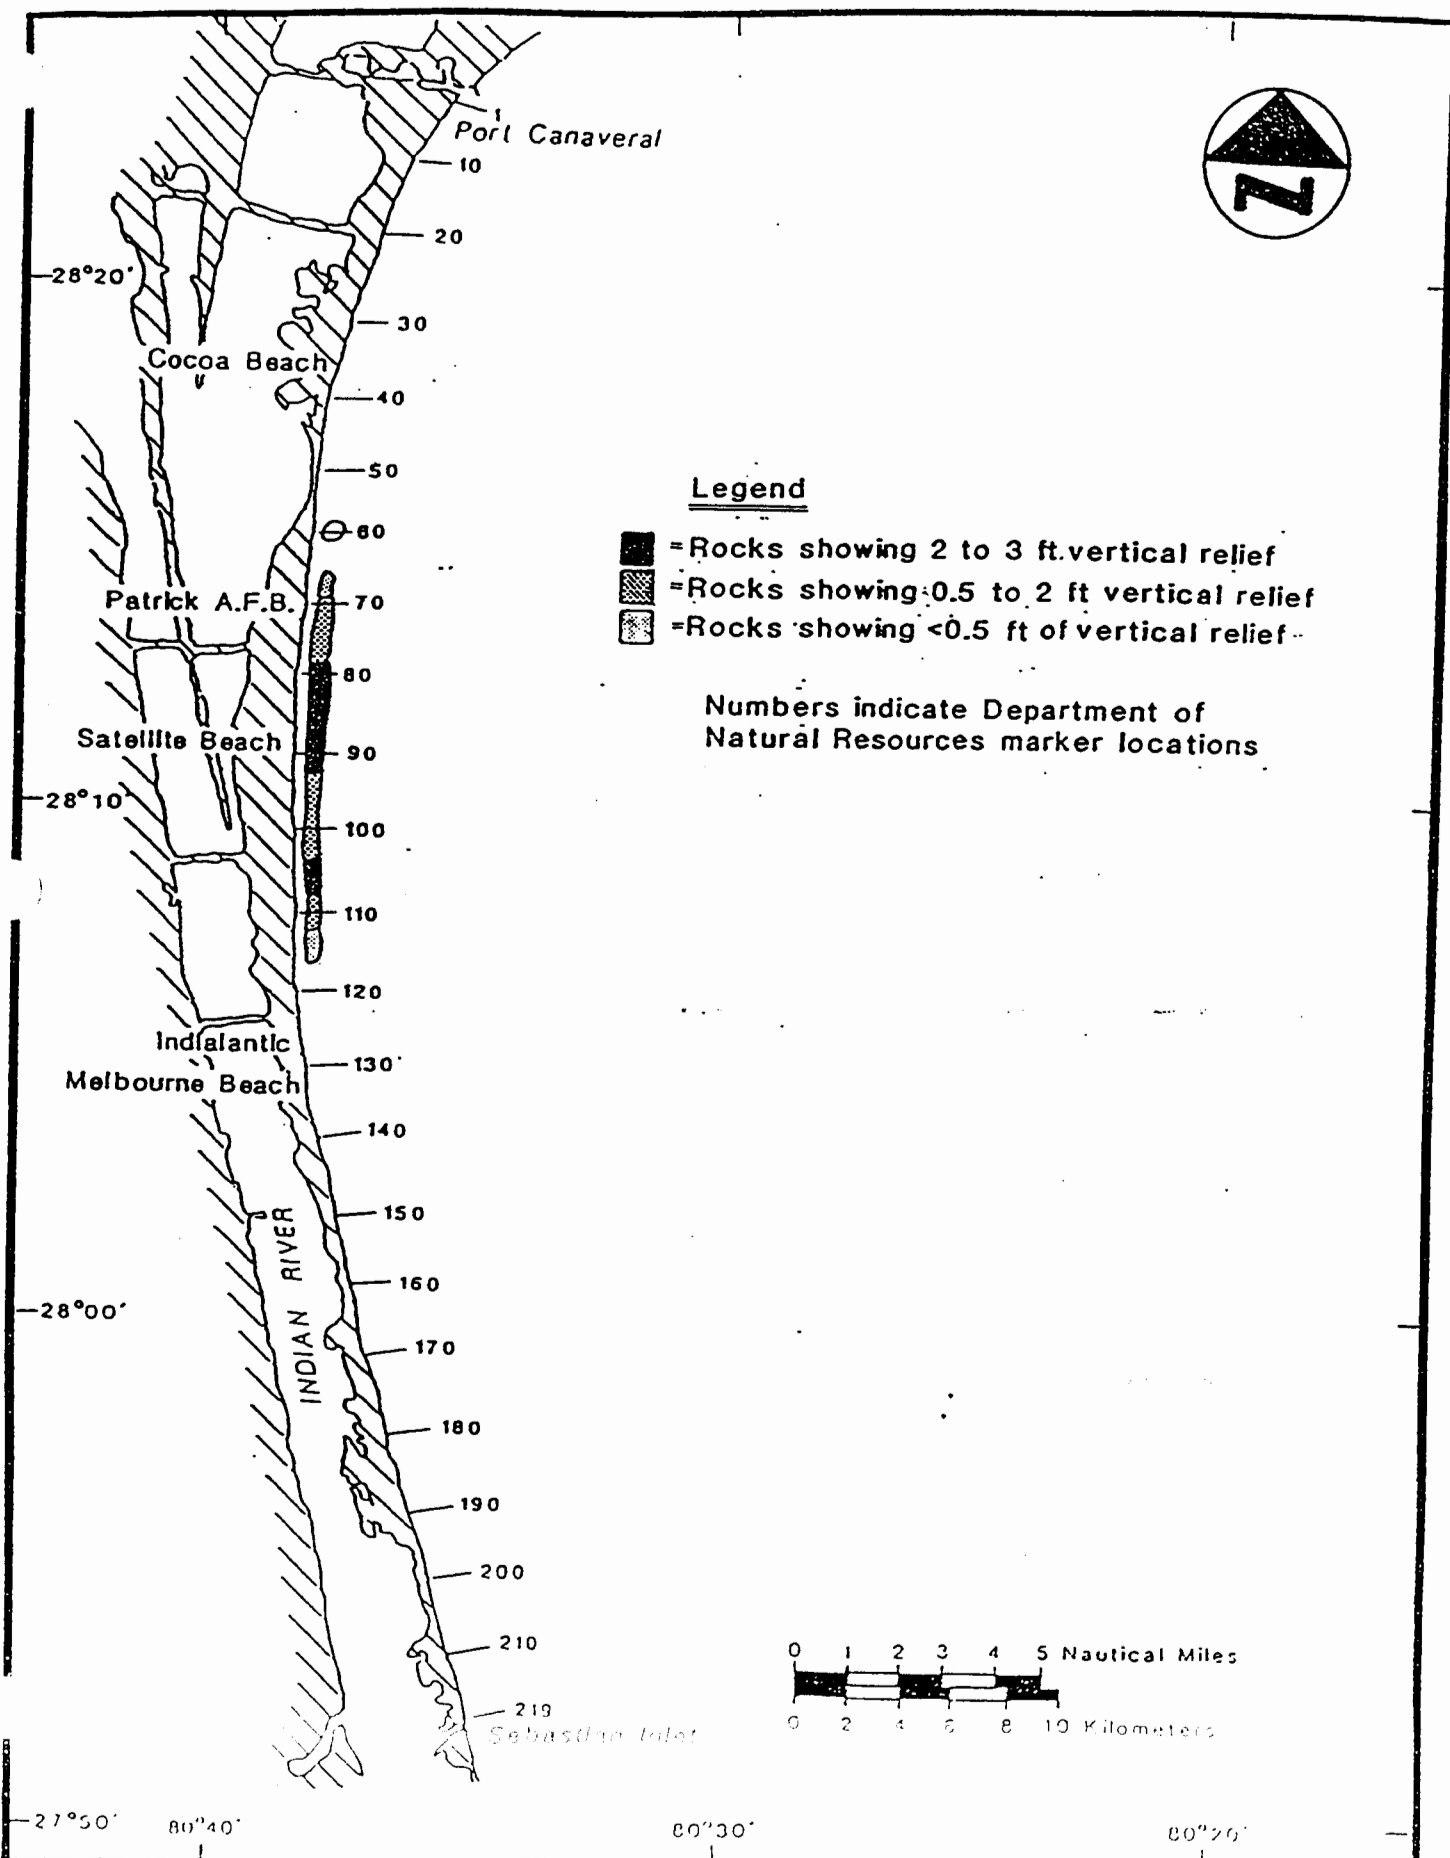 N
1
Port Canaveral
10
20
28°20'
30
Cocoa Beach
40
50
60
Legend
=Rocks showing 2 to 3 ft. vertical relief
=Rocks showing 0.5 to 2 ft vertical relief
=Rocks showing <0.5 ft of vertical relief
Patrick A.F.B.
70
80
Numbers indicate Department of
Natural Resources marker locations
Satellite Beach
90
28°10'
100
110
120
Indialantic
130
Melbourne Beach
140
150
INDIAN RIVER
160
28°00'
170
180
190
200
210
0 1 2 3 4 5 Nautical Miles
219
Sebastian Inlet
0 2 4 6 8 10 Kilometers
27°50'
80°40'
80°30'
80°20'